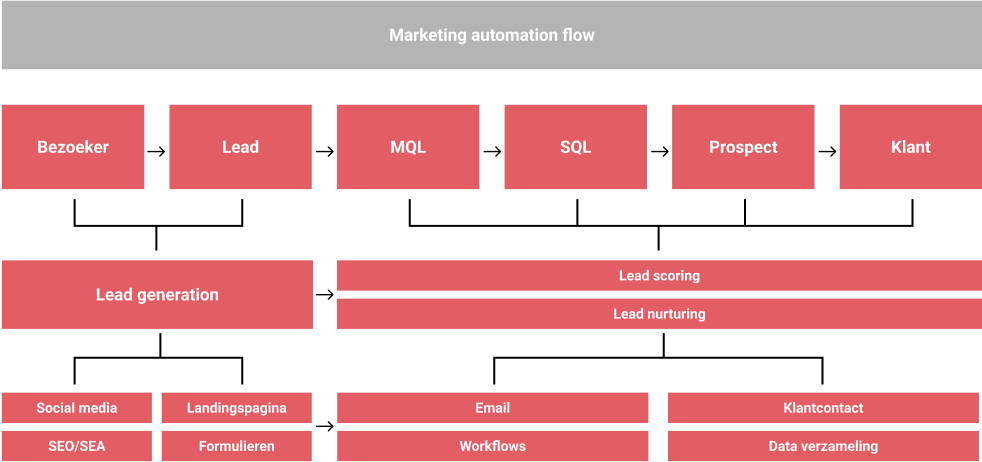 Marketing automation flow
Bezoeker
Lead
MQL
SQL
Prospect
Klant
Lead generation
Lead scoring
Lead nurturing
Social media
Landingspagina
Email
Klantcontact
SEO/SEA
Formulieren
Workflows
Data verzameling